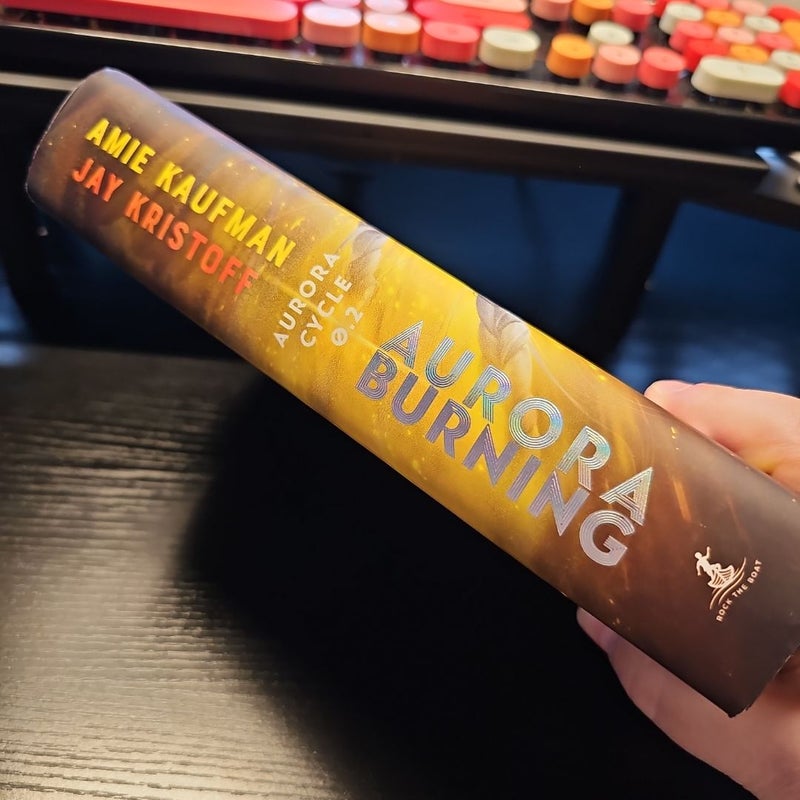 AMIE KAUFMAN
JAY KRISTOFF
AURORA
CYCLE
0.2
AURORA
BURNING
ROCK THE BOAT